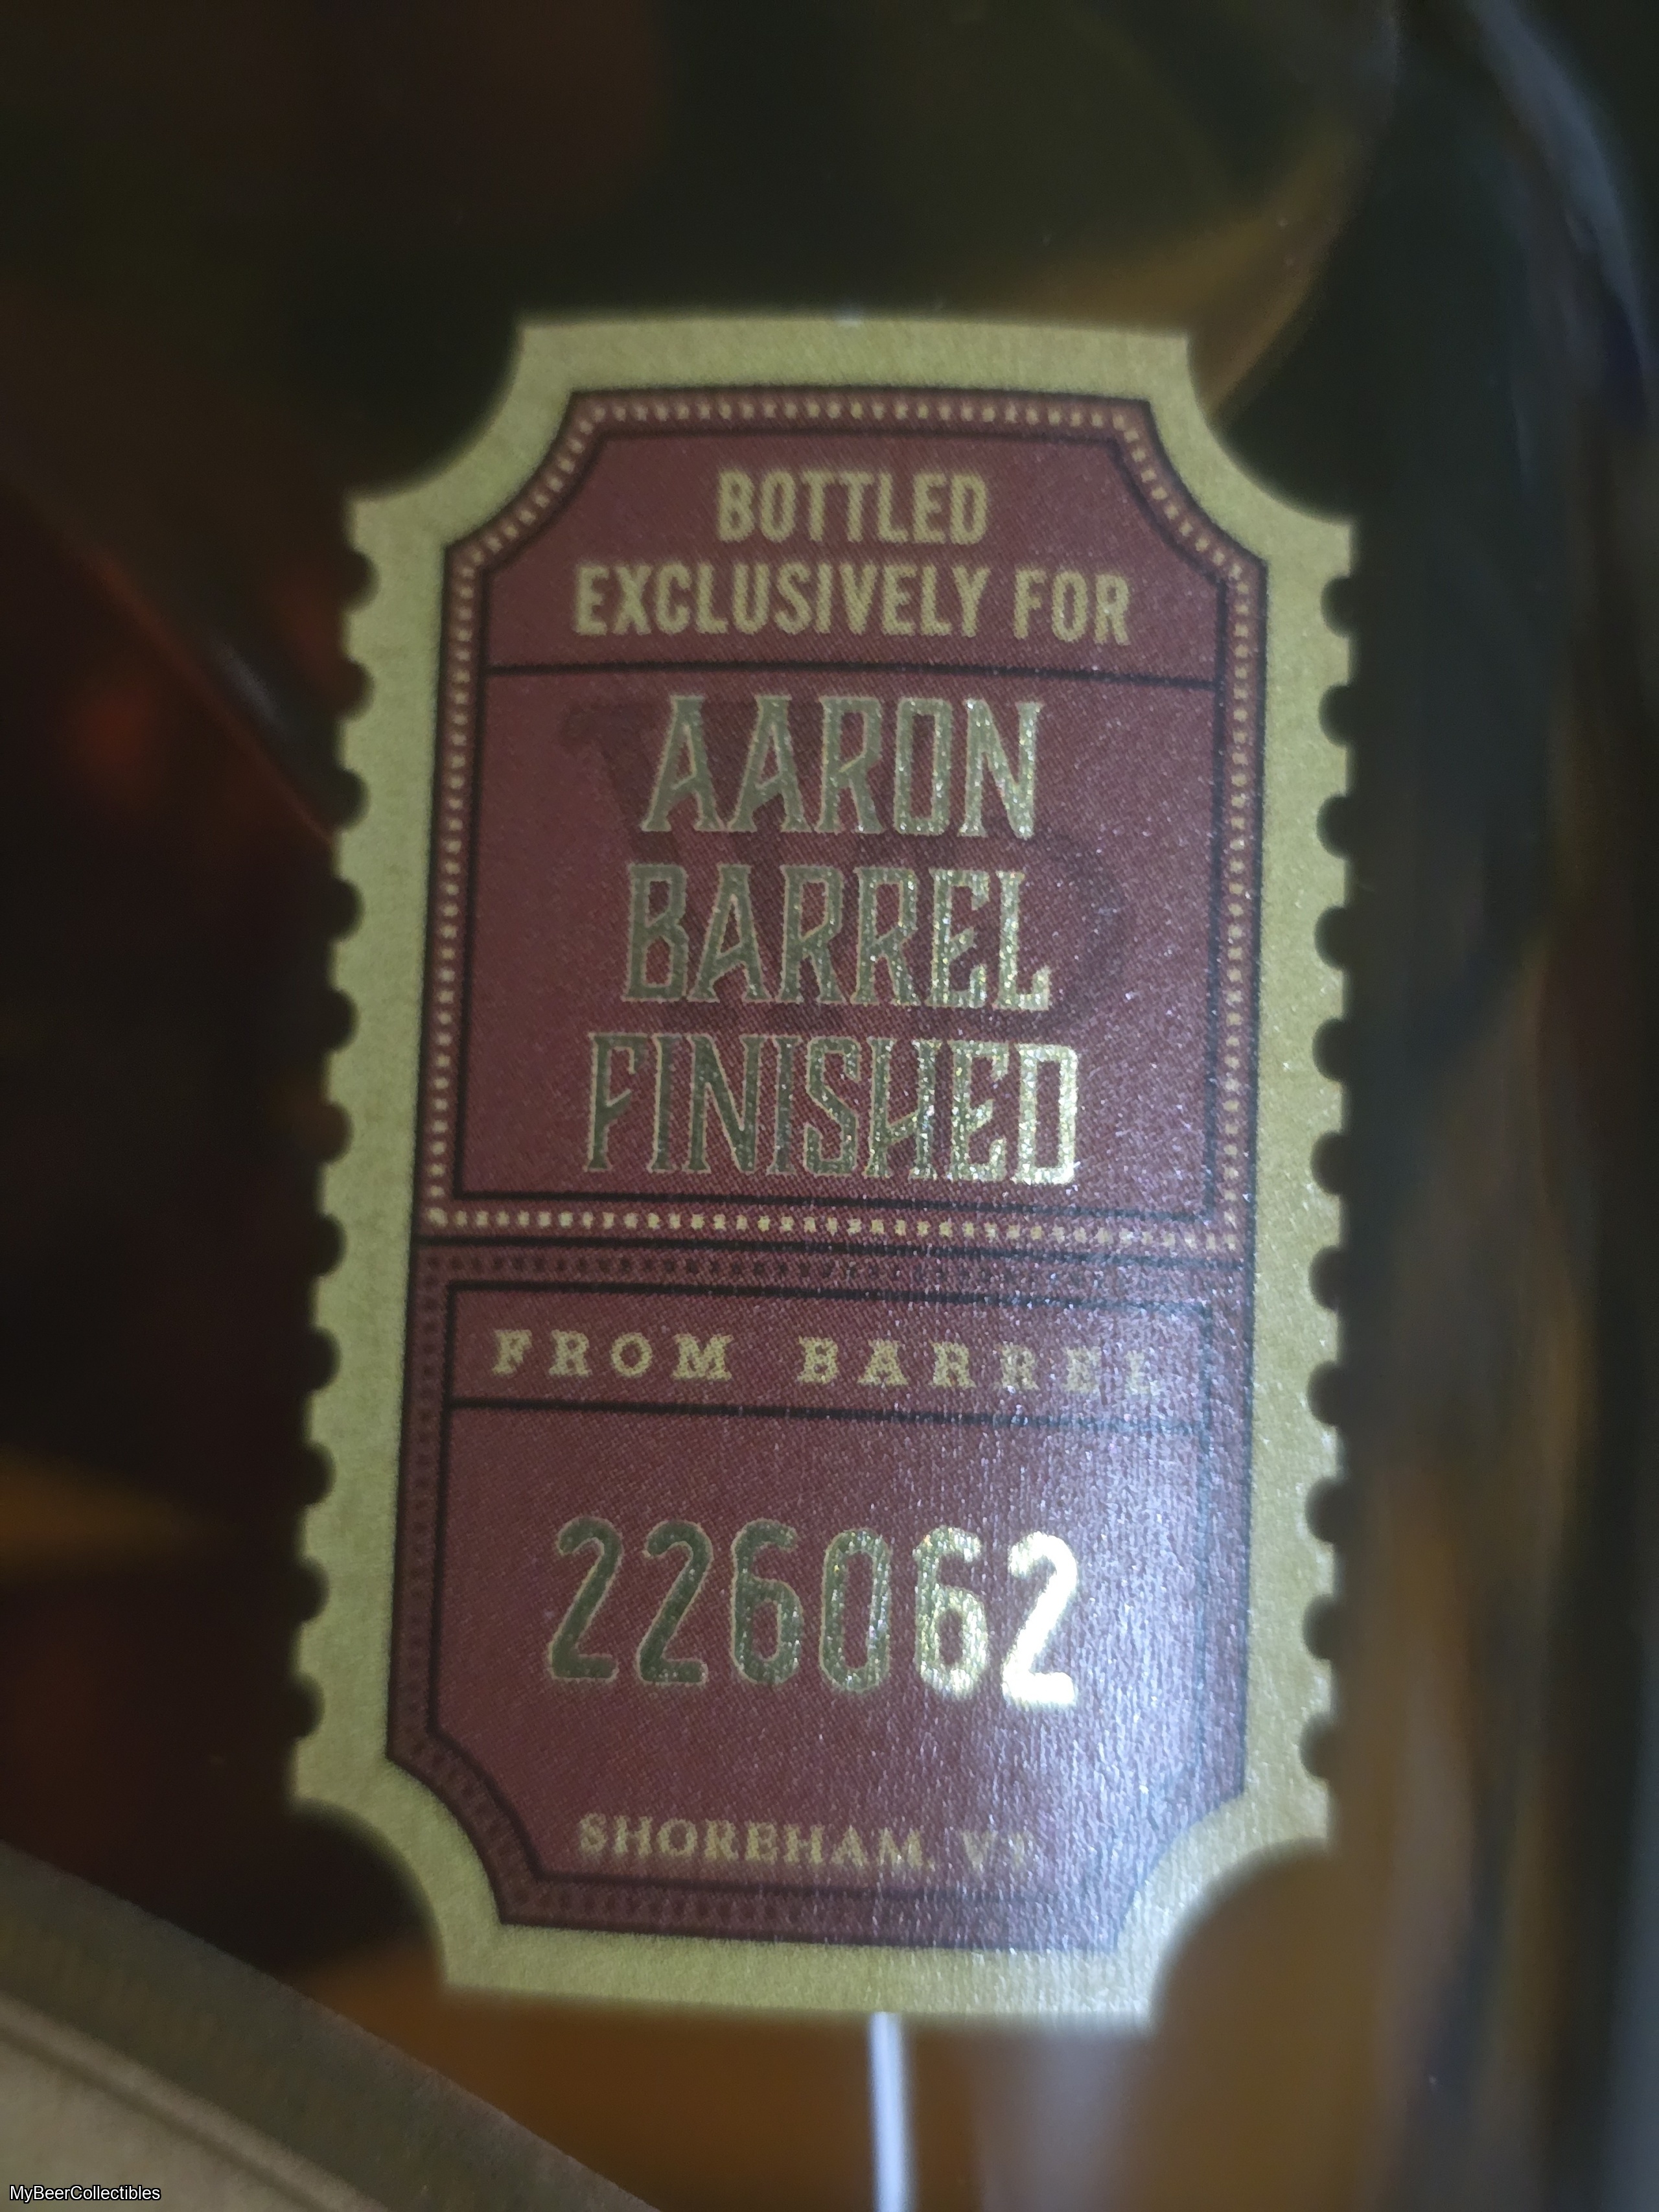 BOTTLED
EXCLUSIVELY FOR
AARON
BARREL
FINISHED
FROM BARREL
226062
SHOREHAM, VT
MyBeerCollectibles